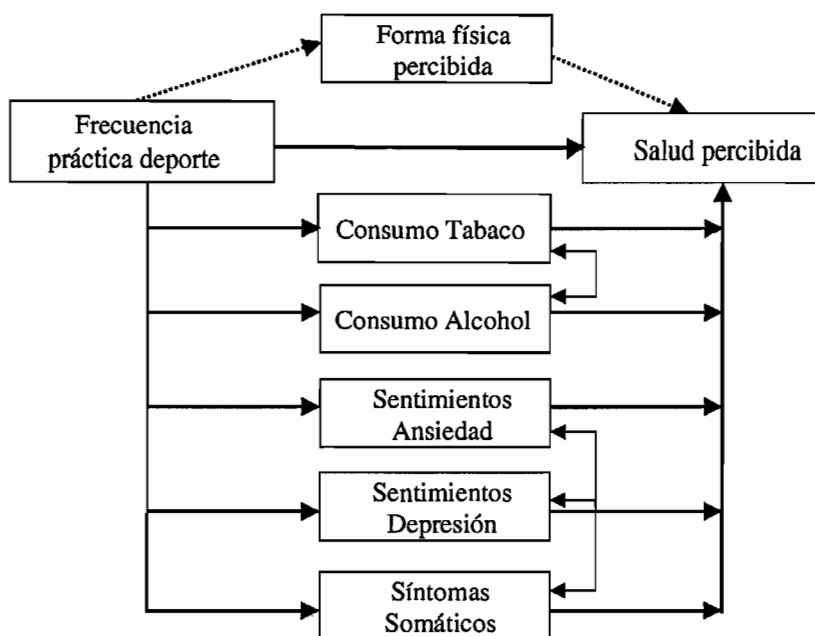 Forma física
percibida
Frecuencia
práctica deporte
Salud percibida
Consumo Tabaco
Consumo Alcohol
Sentimientos
Ansiedad
Sentimientos
Depresión
Síntomas
Somáticos